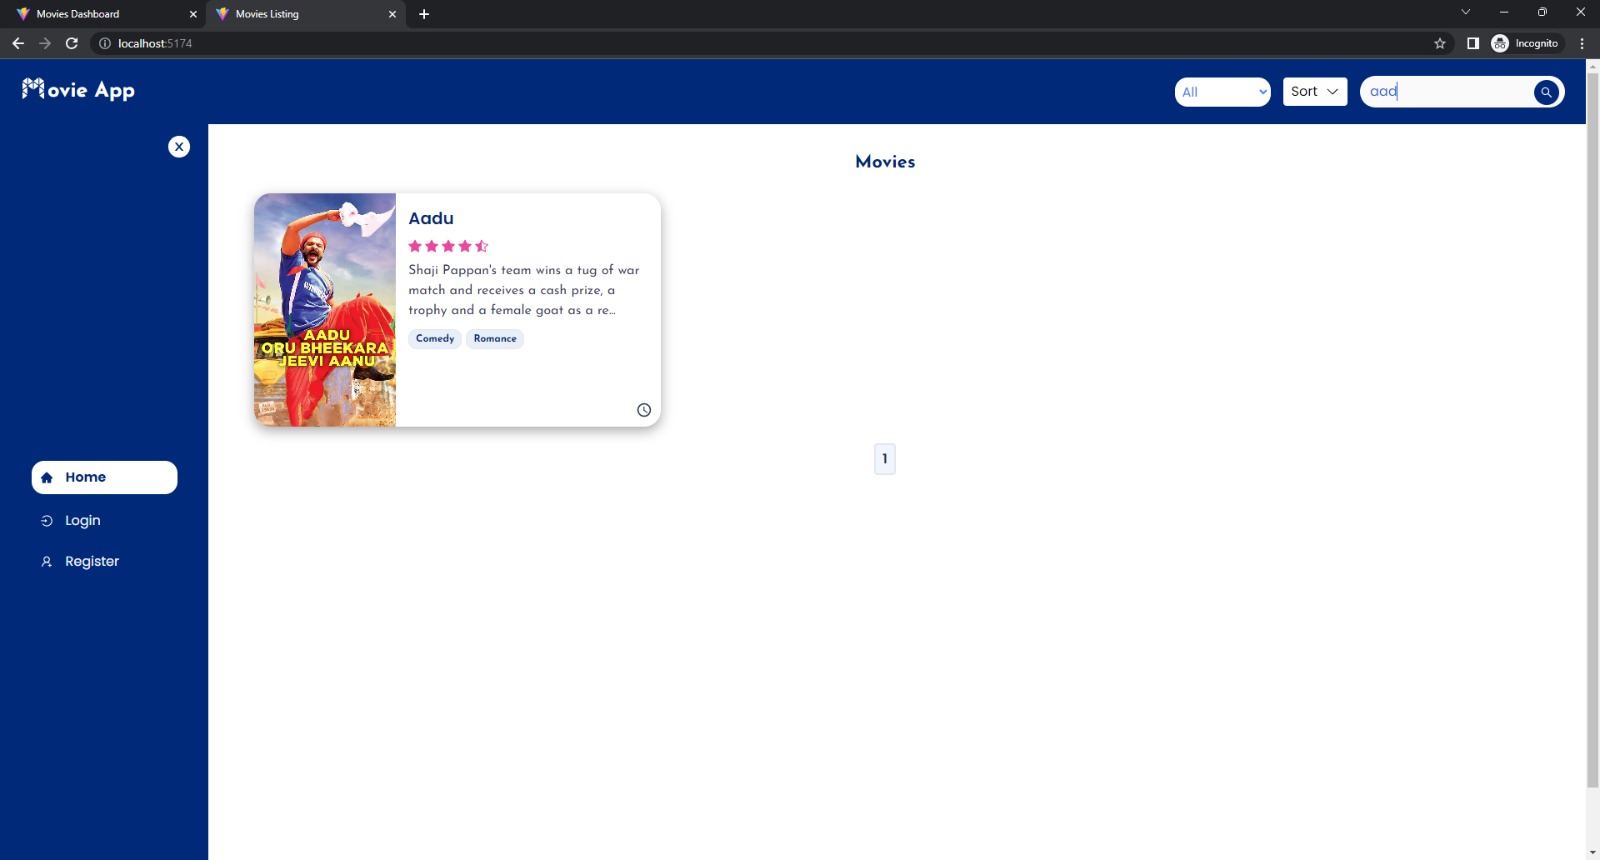 Movies Dashboard
Movies Listing
localhost:5174
Incognito
Movie App
All
Sort
aad
X
Movies
Aadu
Shaji Pappan's team wins a tug of war
match and receives a cash prize, a
trophy and a female goat as a re...
Comedy
Romance
AADU
ORU BHEEKARA
JEEVI AANU
1
Home
Login
Register